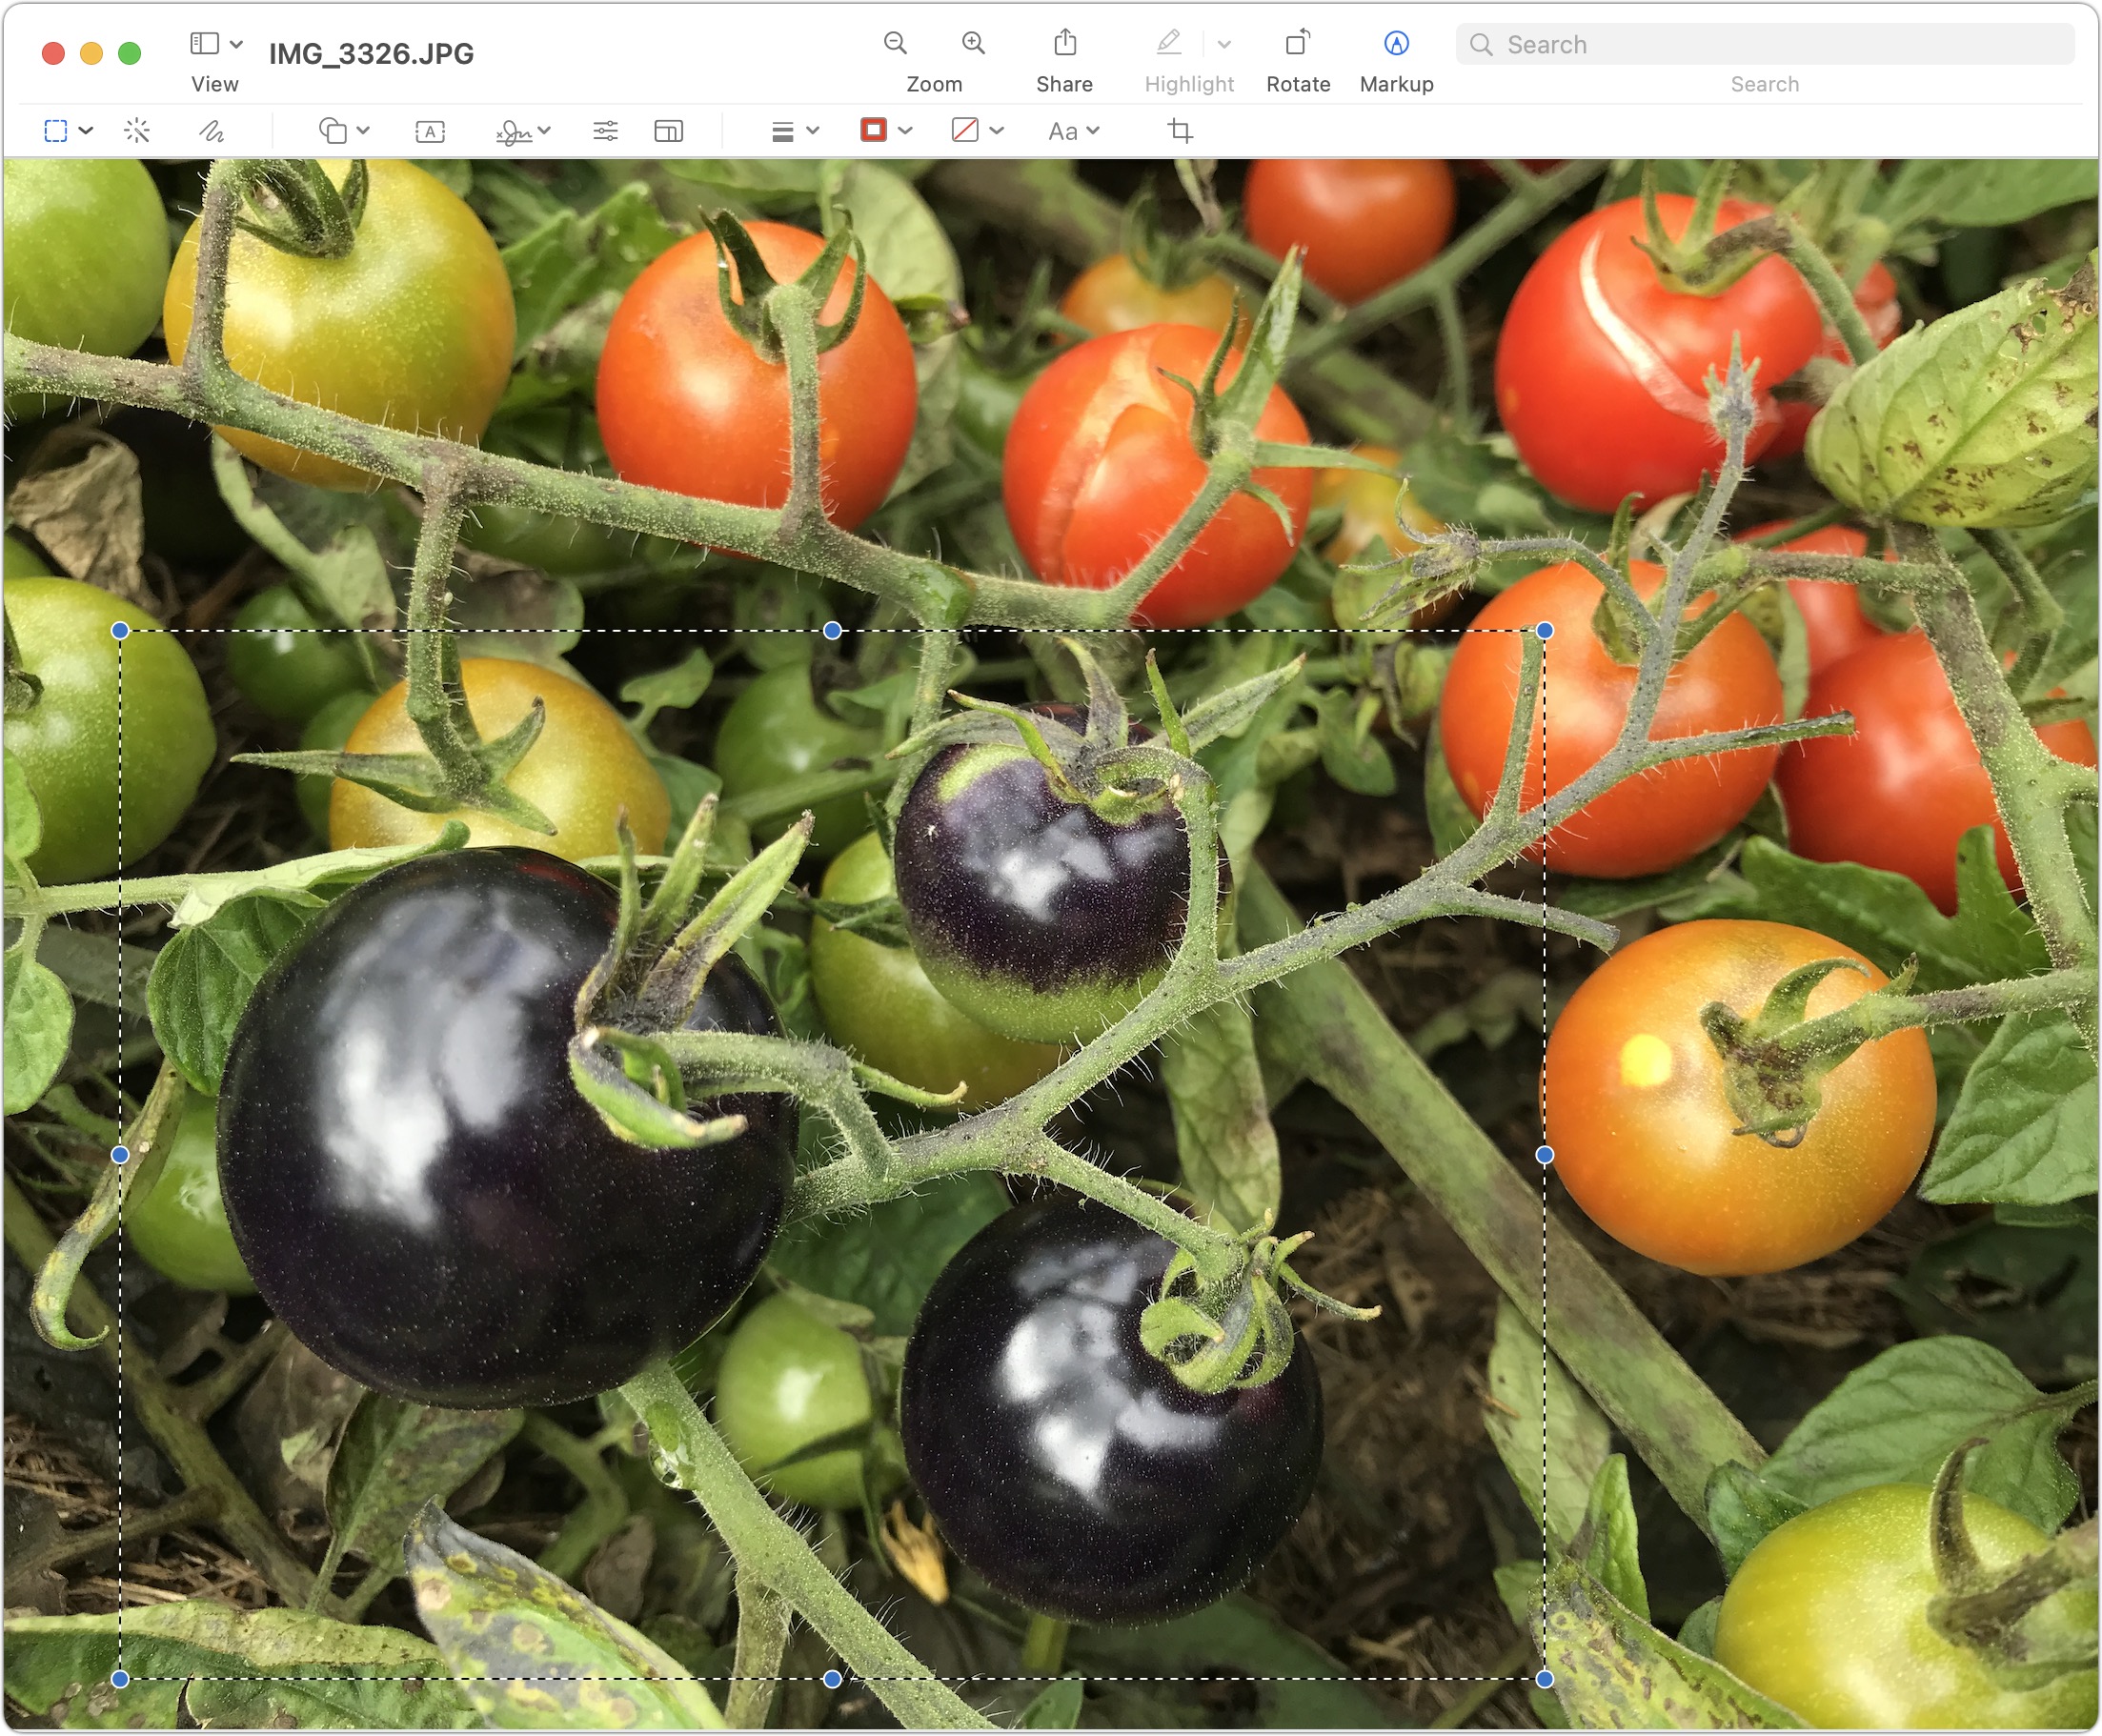 IMG_3326.JPG
View
Zoom
Share
Highlight
Rotate
Markup
Search
Search
A
Aa